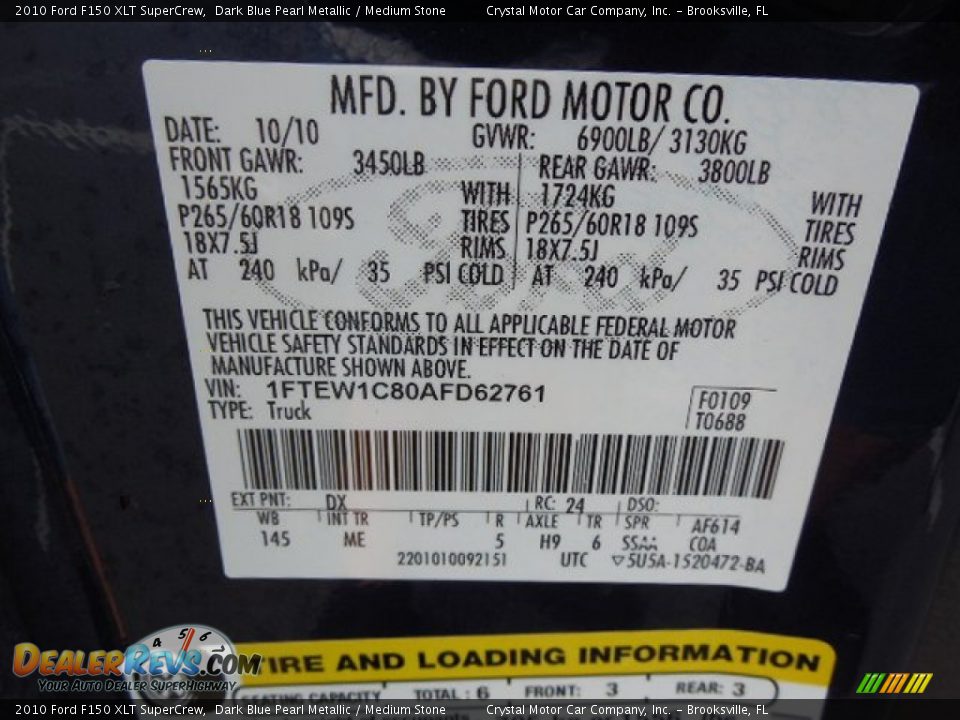 2010 Ford F150 XLT SuperCrew, Dark Blue Pearl Metallic / Medium Stone Crystal Motor Car Company, Inc. - Brooksville, FL
MFD. BY FORD MOTOR CO.
DATE: 10/10 GVWR: 6900LB/ 3130KG
FRONT GAWR: 3450LB REAR GAWR: 3800LB
1565KG WITH 1724KG WITH
P265/60R18 109S TIRES P265/60R18 109S TIRES
18X7.5J RIMS 18X7.5J RIMS
AT 240 kPa/ 35 PSI COLD AT 240 kPa/ 35 PSI COLD
Ford
THIS VEHICLE CONFORMS TO ALL APPLICABLE FEDERAL MOTOR
VEHICLE SAFETY STANDARDS IN EFFECT ON THE DATE OF
MANUFACTURE SHOWN ABOVE.
VIN: 1FTEW1C80AFD62761
TYPE: Truck
F0109
T0688
EXT PNT: DX RC: 24 DSO:
WB INT TR TP/PS R AXLE TR SPR AF614
145 ME 5 H9 6 COA
2201010092151 UTC ▽5U5A-1520472-BA
TIRE AND LOADING INFORMATION
SEATING CAPACITY TOTAL : 6 FRONT: 3 REAR: 3
4 5 6
DEALERREVS.COM
Your Auto Dealer SuperHighway
2010 Ford F150 XLT SuperCrew, Dark Blue Pearl Metallic / Medium Stone Crystal Motor Car Company, Inc. - Brooksville, FL